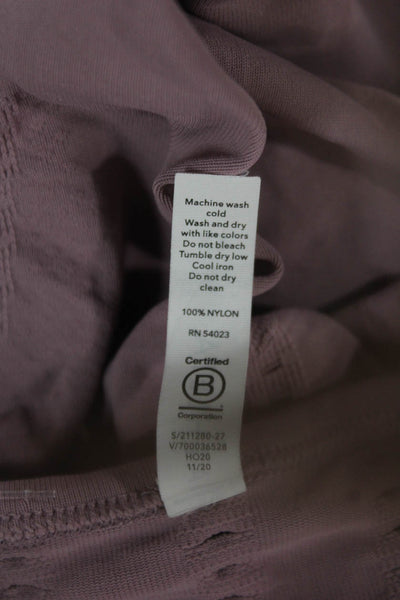 Machine wash
cold
Wash and dry
with like colors
Do not bleach
Tumble dry low
Cool iron
Do not dry
clean
100% NYLON
RN 54023
Certified
B
Corporation
S/211280-27
V/700036528
HO20
11/20